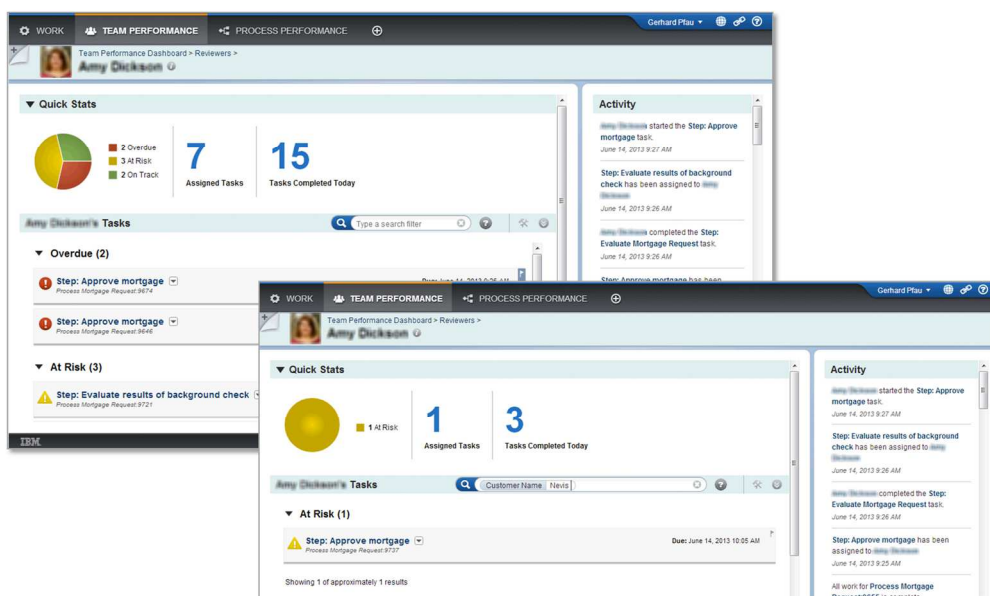 Gerhard Pfau
WORK TEAM PERFORMANCE PROCESS PERFORMANCE
Team Performance Dashboard > Reviewers >
Quick Stats
2 Overdue
3 At Risk
2 On Track
7
Assigned Tasks
15
Tasks Completed Today
Tasks
Type a search filter
Overdue (2)
Step: Approve mortgage
Process Mortgage Request:9674
Step: Approve mortgage
Process Mortgage Request:9646
At Risk (3)
Step: Evaluate results of background check
Process Mortgage Request:9721
IBM
Activity
started the Step: Approve
mortgage task.
June 14, 2013 9:27 AM
Step: Evaluate results of background
check has been assigned to
June 14, 2013 9:26 AM
completed the Step:
Evaluate Mortgage Request task.
June 14, 2013 9:26 AM
Step: Approve mortgage has been
Gerhard Pfau
WORK TEAM PERFORMANCE PROCESS PERFORMANCE
Team Performance Dashboard > Reviewers >
Quick Stats
1 At Risk
1
Assigned Tasks
3
Tasks Completed Today
Tasks
Customer Name Nevis
At Risk (1)
Step: Approve mortgage
Process Mortgage Request:9737
Due: June 14, 2013 10:05 AM
Showing 1 of approximately 1 results
Activity
started the Step: Approve
mortgage task.
June 14, 2013 9:27 AM
Step: Evaluate results of background
check has been assigned to
June 14, 2013 9:26 AM
completed the Step:
Evaluate Mortgage Request task.
June 14, 2013 9:26 AM
Step: Approve mortgage has been
assigned to
June 14, 2013 9:25 AM
All work for Process Mortgage